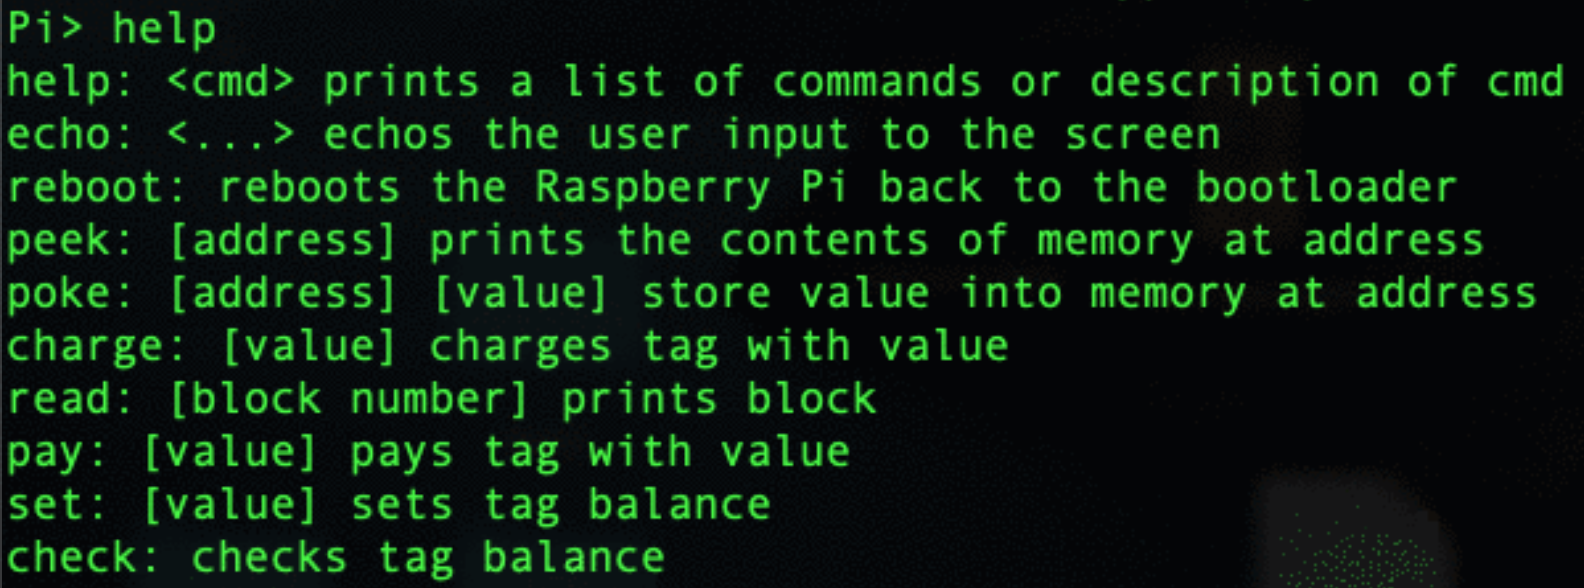 Pi> help
help: <cmd> prints a list of commands or description of cmd
echo: <...> echos the user input to the screen
reboot: reboots the Raspberry Pi back to the bootloader
peek: [address] prints the contents of memory at address
poke: [address] [value] store value into memory at address
charge: [value] charges tag with value
read: [block number] prints block
pay: [value] pays tag with value
set: [value] sets tag balance
check: checks tag balance